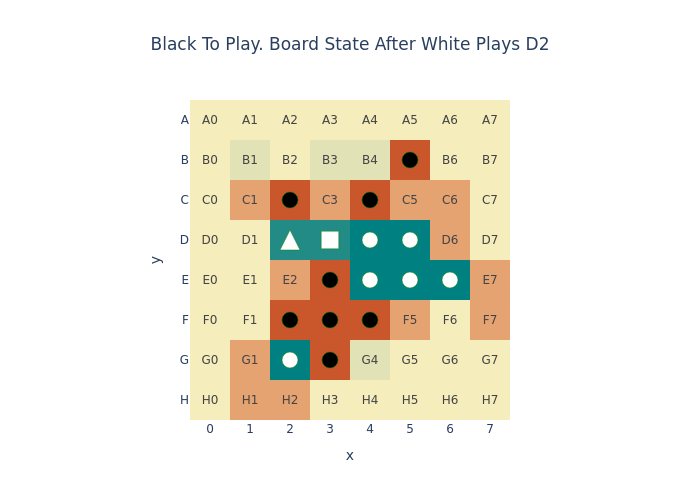 Black To Play. Board State After White Plays D2
A A0 A1 A2 A3 A4 A5 A6 A7
B B0 B1 B2 B3 B4 B6 B7
C C0 C1 C3 C5 C6 C7
D D0 D1 D6 D7
y
E E0 E1 E2 E7
F F0 F1 F5 F6 F7
G G0 G1 G4 G5 G6 G7
H H0 H1 H2 H3 H4 H5 H6 H7
0 1 2 3 4 5 6 7
x